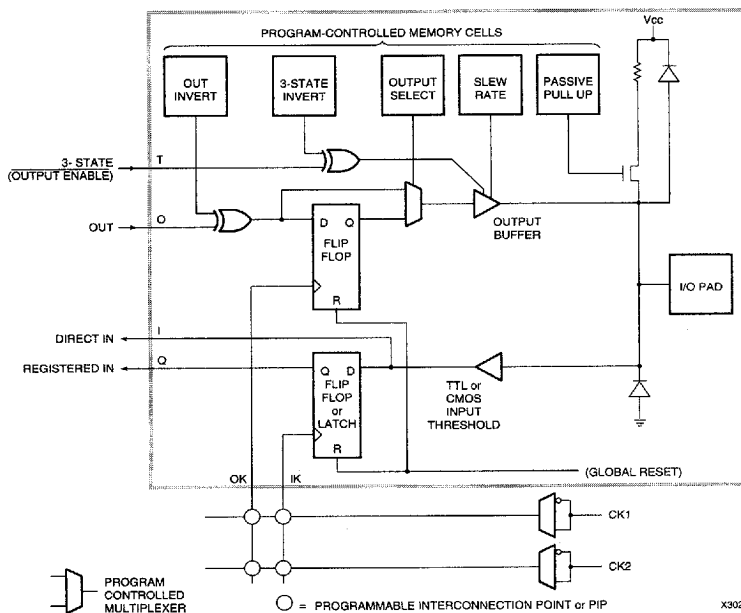 PROGRAM-CONTROLLED MEMORY CELLS
Vcc
OUT
INVERT
3-STATE
INVERT
OUTPUT
SELECT
SLEW
RATE
PASSIVE
PULL UP
3- STATE
(OUTPUT ENABLE)
T
OUT
O
D Q
FLIP
FLOP
R
OUTPUT
BUFFER
I/O PAD
DIRECT IN
I
REGISTERED IN
Q
Q D
FLIP
FLOP
or
LATCH
R
TTL or
CMOS
INPUT
THRESHOLD
OK
IK
(GLOBAL RESET)
CK1
CK2
PROGRAM
CONTROLLED
MULTIPLEXER
= PROGRAMMABLE INTERCONNECTION POINT or PIP
X302